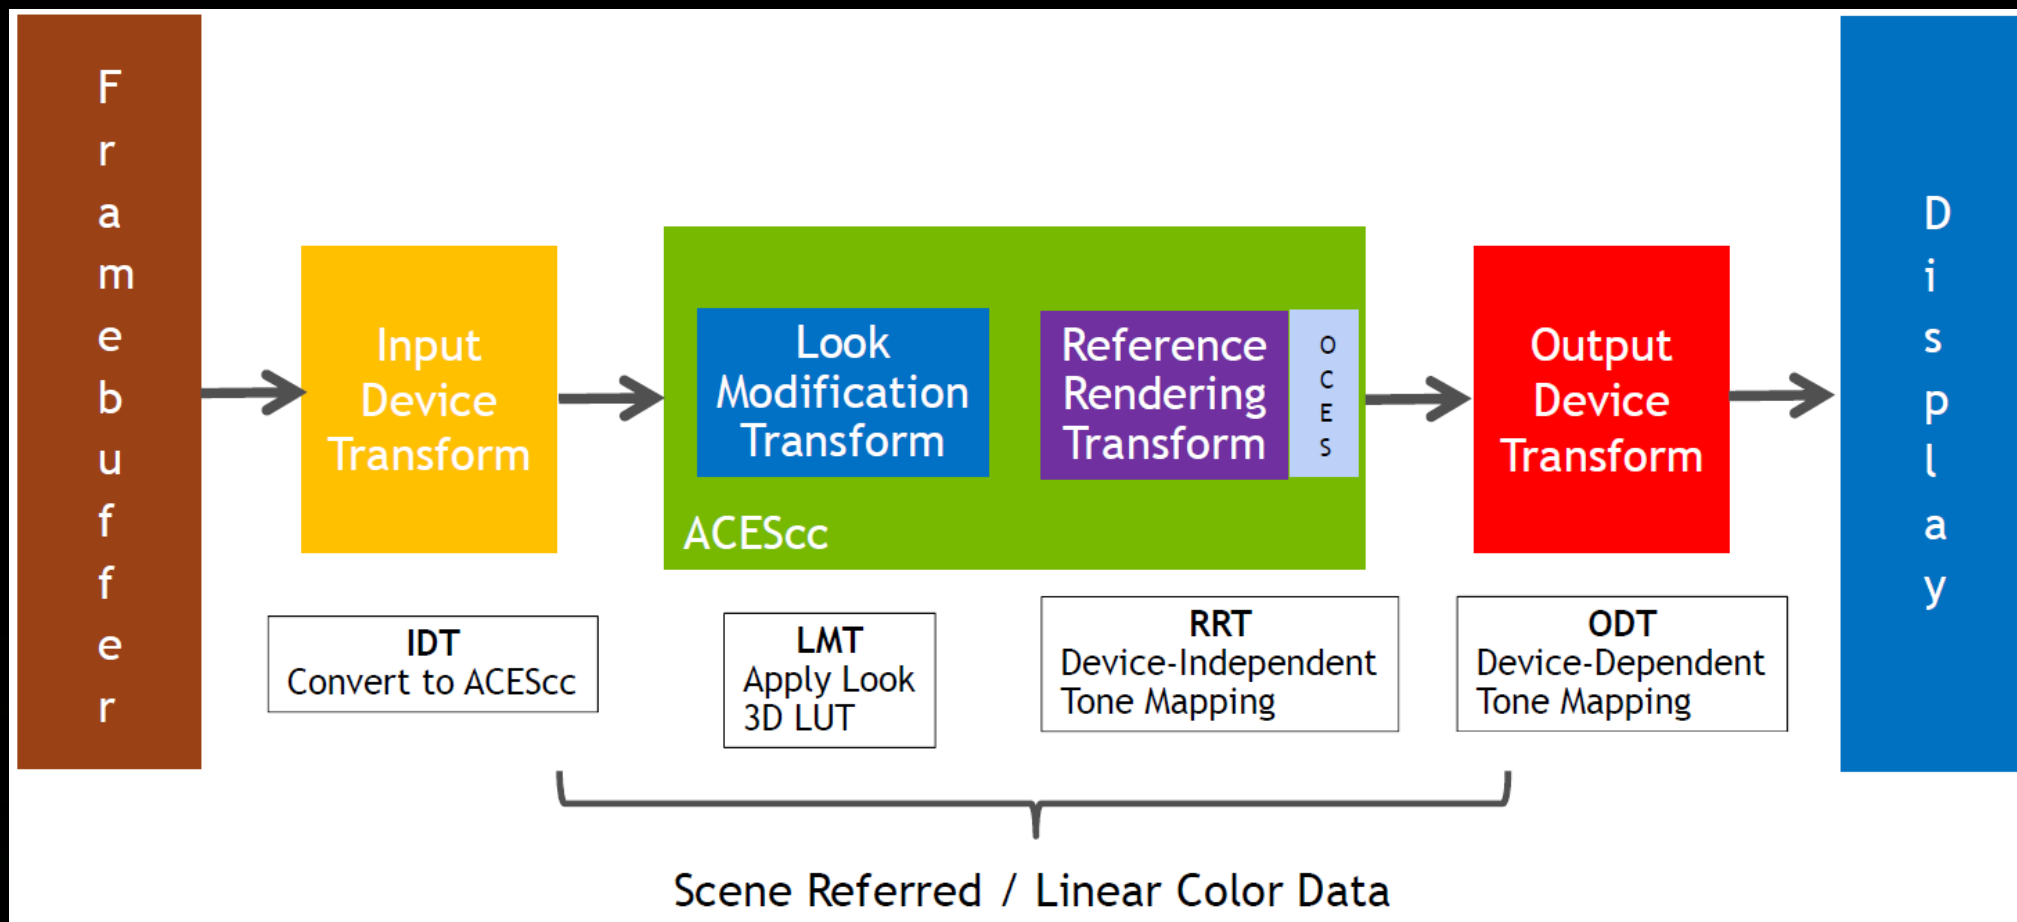 Framebuffer
Input
Device
Transform
Look
Modification
Transform
Reference
Rendering
Transform
OCES
ACEScc
Output
Device
Transform
Display
IDT
Convert to ACEScc
LMT
Apply Look
3D LUT
RRT
Device-Independent
Tone Mapping
ODT
Device-Dependent
Tone Mapping
Scene Referred / Linear Color Data